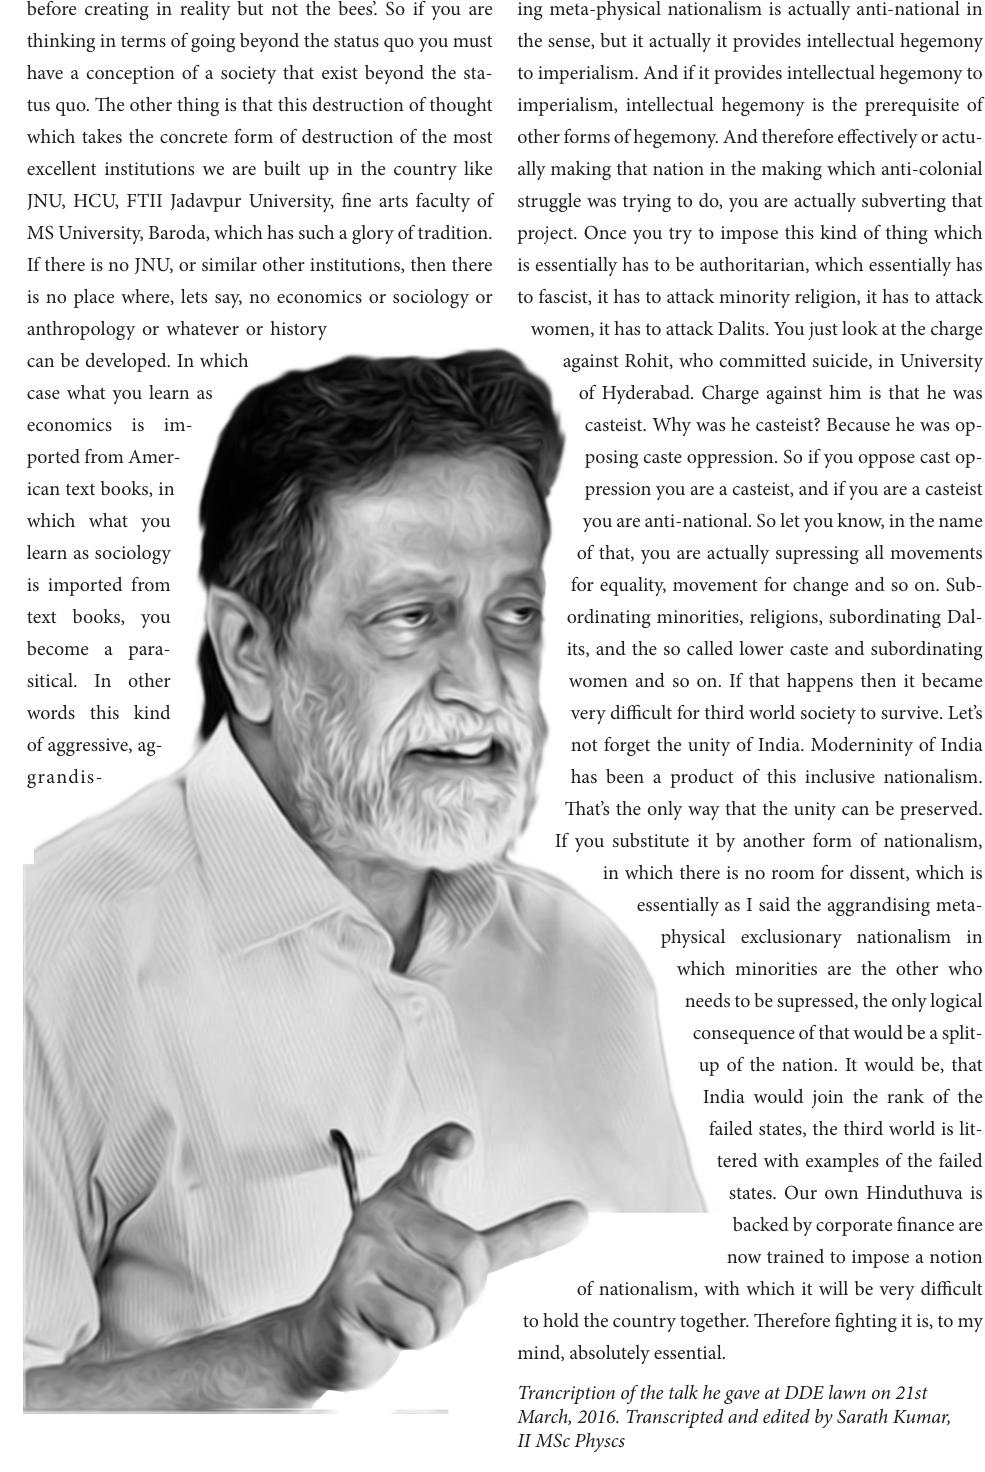 before creating in reality but not the bees’. So if you are
thinking in terms of going beyond the status quo you must
have a conception of a society that exist beyond the sta-
tus quo. The other thing is that this destruction of thought
which takes the concrete form of destruction of the most
excellent institutions we are built up in the country like
JNU, HCU, FTII Jadavpur University, fine arts faculty of
MS University, Baroda, which has such a glory of tradition.
If there is no JNU, or similar other institutions, then there
is no place where, lets say, no economics or sociology or
anthropology or whatever or history
can be developed. In which
case what you learn as
economics is im-
ported from Amer-
ican text books, in
which what you
learn as sociology
is imported from
text books, you
become a para-
sitical. In other
words this kind
of aggressive, ag-
grandis-
ing meta-physical nationalism is actually anti-national in
the sense, but it actually it provides intellectual hegemony
to imperialism. And if it provides intellectual hegemony to
imperialism, intellectual hegemony is the prerequisite of
other forms of hegemony. And therefore effectively or actu-
ally making that nation in the making which anti-colonial
struggle was trying to do, you are actually subverting that
project. Once you try to impose this kind of thing which
is essentially has to be authoritarian, which essentially has
to fascist, it has to attack minority religion, it has to attack
women, it has to attack Dalits. You just look at the charge
against Rohit, who committed suicide, in University
of Hyderabad. Charge against him is that he was
casteist. Why was he casteist? Because he was op-
posing caste oppression. So if you oppose cast op-
pression you are a casteist, and if you are a casteist
you are anti-national. So let you know, in the name
of that, you are actually supressing all movements
for equality, movement for change and so on. Sub-
ordinating minorities, religions, subordinating Dal-
its, and the so called lower caste and subordinating
women and so on. If that happens then it became
very difficult for third world society to survive. Let’s
not forget the unity of India. Moderninity of India
has been a product of this inclusive nationalism.
That’s the only way that the unity can be preserved.
If you substitute it by another form of nationalism,
in which there is no room for dissent, which is
essentially as I said the aggrandising meta-
physical exclusionary nationalism in
which minorities are the other who
needs to be supressed, the only logical
consequence of that would be a split-
up of the nation. It would be, that
India would join the rank of the
failed states, the third world is lit-
tered with examples of the failed
states. Our own Hinduthuva is
backed by corporate finance are
now trained to impose a notion
of nationalism, with which it will be very difficult
to hold the country together. Therefore fighting it is, to my
mind, absolutely essential.
Trancription of the talk he gave at DDE lawn on 21st
March, 2016. Transcripted and edited by Sarath Kumar,
II MSc Physcs